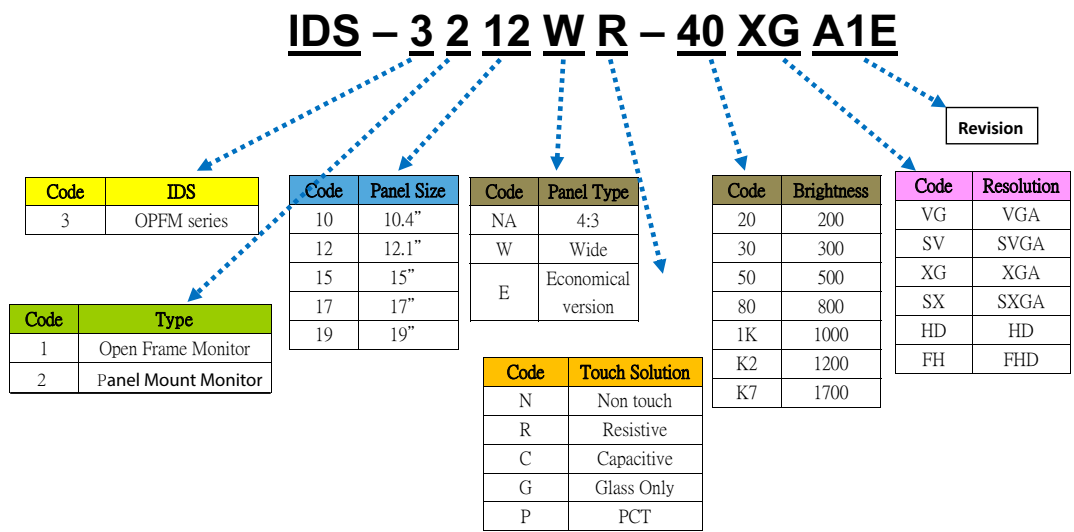 IDS – 3 2 12 W R – 40 XG A1E
Revision
Code IDS
3 OPFM series
Code Type
1 Open Frame Monitor
2 Panel Mount Monitor
Code Panel Size
10 10.4”
12 12.1”
15 15”
17 17”
19 19”
Code Panel Type
NA 4:3
W Wide
E Economical
version
Code Touch Solution
N Non touch
R Resistive
C Capacitive
G Glass Only
P PCT
Code Brightness
20 200
30 300
50 500
80 800
1K 1000
K2 1200
K7 1700
Code Resolution
VG VGA
SV SVGA
XG XGA
SX SXGA
HD HD
FH FHD